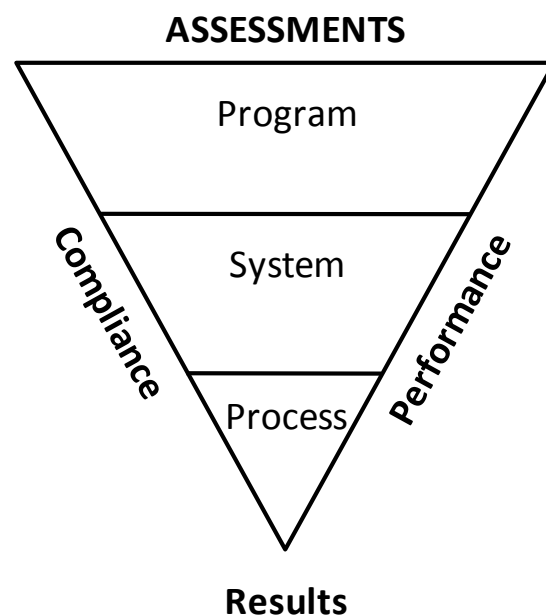 ASSESSMENTS
Program
System
Compliance
Performance
Process
Results